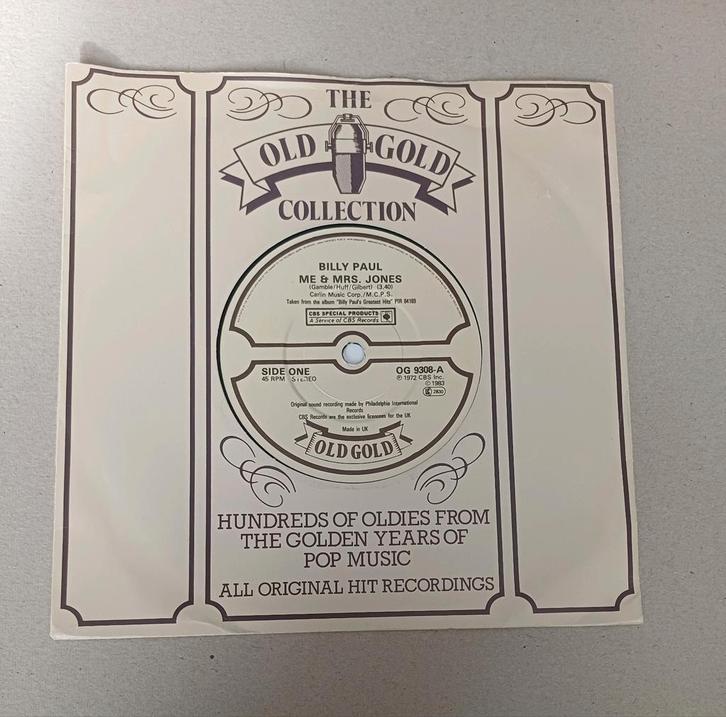 THE
OLD GOLD
COLLECTION
BILLY PAUL
ME & MRS. JONES
(Gamble/Huff/Gilbert) (3.40)
Carlin Music Corp./M.C.P.S.
Taken from the album "Billy Paul's Greatest Hits" PIR 84103
CBS SPECIAL PRODUCTS
A Service of CBS Records
SIDE ONE
45 RPM STEREO
OG 9308-A
℗ 1972 CBS Inc.
© 1983
2830
Original sound recording made by Philadelphia International
Records
CBS Records are the exclusive licencees for the UK
Made in UK
OLD GOLD
HUNDREDS OF OLDIES FROM
THE GOLDEN YEARS OF
POP MUSIC
ALL ORIGINAL HIT RECORDINGS